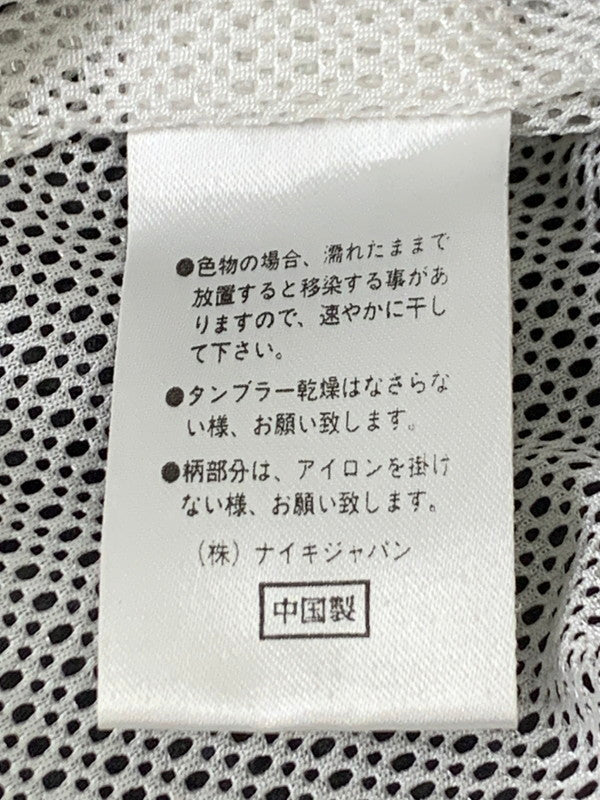 ●色物の場合、濡れたままで
放置すると移染する事があ
りますので、速やかに干し
て下さい。
●タンブラー乾燥はなさらな
い様、お願い致します。
●柄部分は、アイロンを掛け
ない様、お願い致します。
（株）ナイキジャパン
中国製